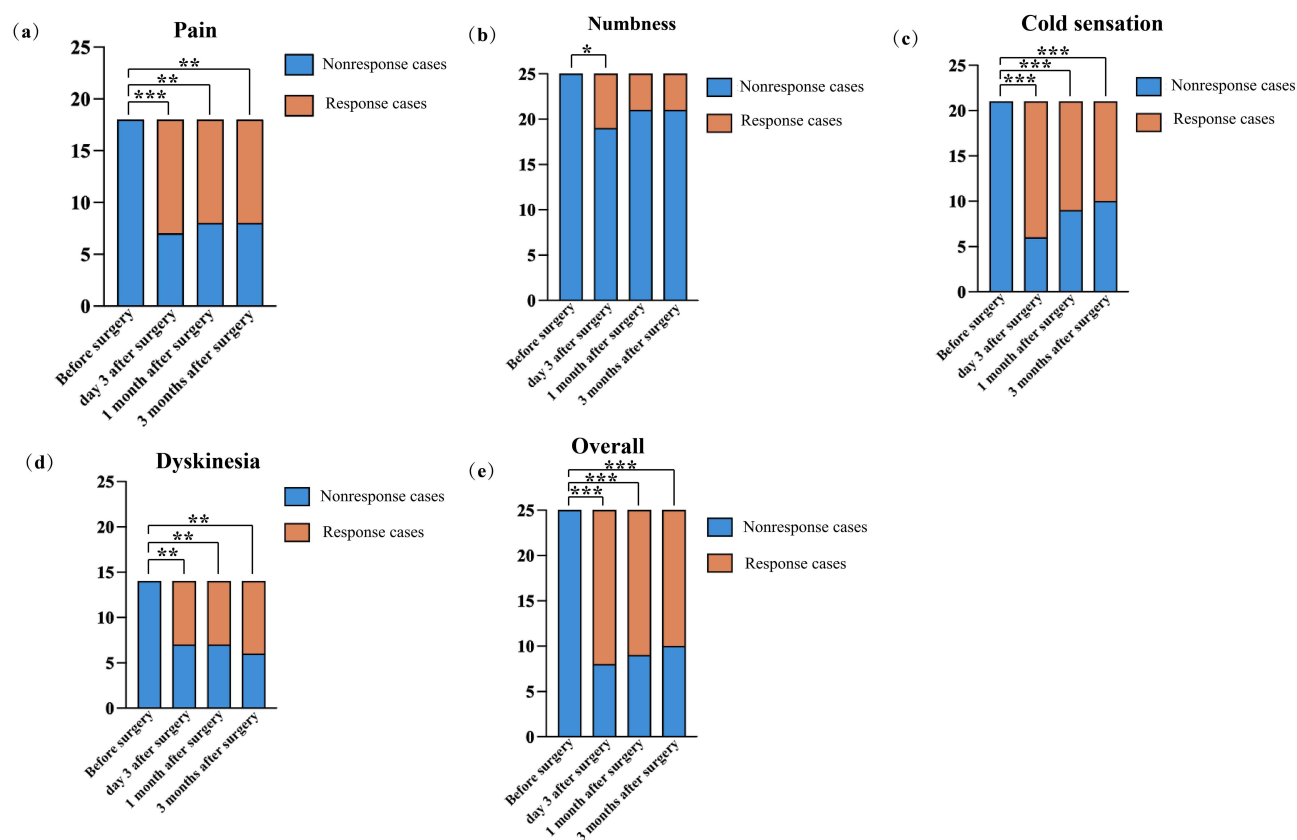 (a)
Pain
25
20
15
10
5
0
**
**
***
Nonresponse cases
Response cases
Before surgery
day 3 after surgery
1 month after surgery
3 months after surgery
(b)
Numbness
25
20
15
10
5
0
*
Nonresponse cases
Response cases
Before surgery
day 3 after surgery
1 month after surgery
3 months after surgery
(c)
Cold sensation
25
20
15
10
5
0
***
***
***
Nonresponse cases
Response cases
Before surgery
day 3 after surgery
1 month after surgery
3 months after surgery
(d)
Dyskinesia
25
20
15
10
5
0
**
**
**
Nonresponse cases
Response cases
Before surgery
day 3 after surgery
1 month after surgery
3 months after surgery
(e)
Overall
25
20
15
10
5
0
***
***
***
Nonresponse cases
Response cases
Before surgery
day 3 after surgery
1 month after surgery
3 months after surgery